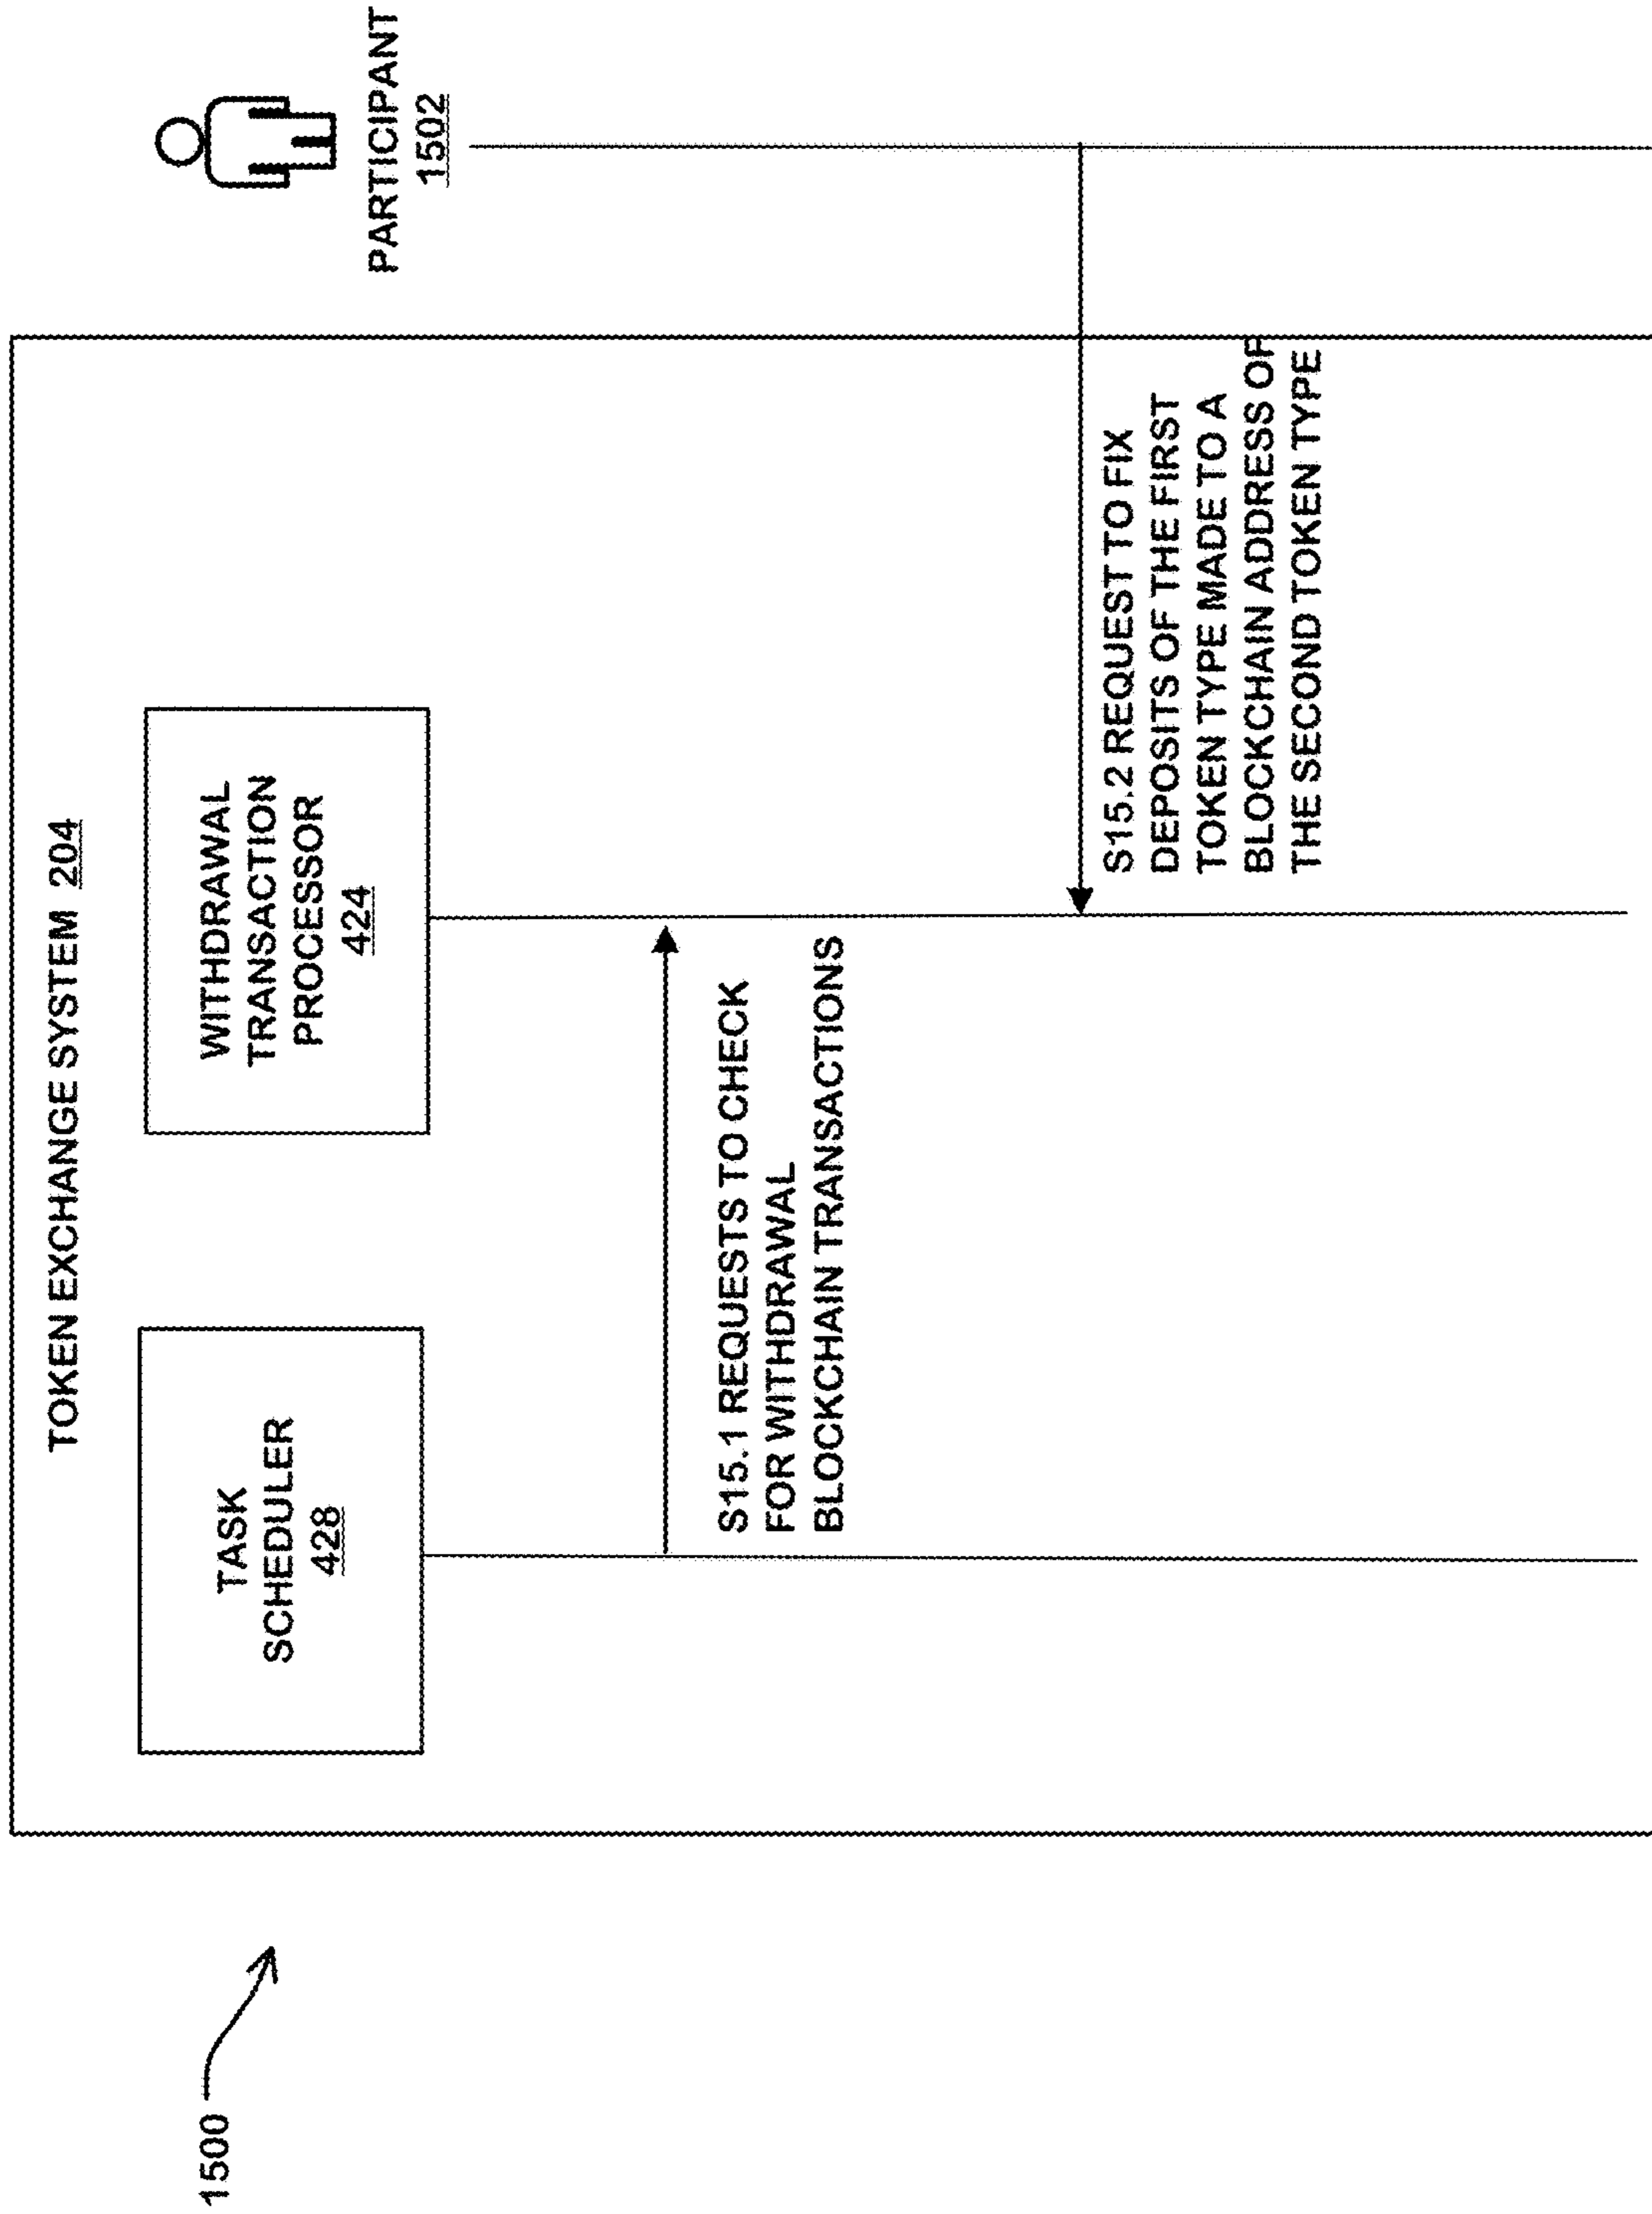 1500
TOKEN EXCHANGE SYSTEM 204
TASK
SCHEDULER
428
WITHDRAWAL
TRANSACTION
PROCESSOR
424
PARTICIPANT
1502
S15.1 REQUESTS TO CHECK
FOR WITHDRAWAL
BLOCKCHAIN TRANSACTIONS
S15.2 REQUEST TO FIX
DEPOSITS OF THE FIRST
TOKEN TYPE MADE TO A
BLOCKCHAIN ADDRESS OF
THE SECOND TOKEN TYPE